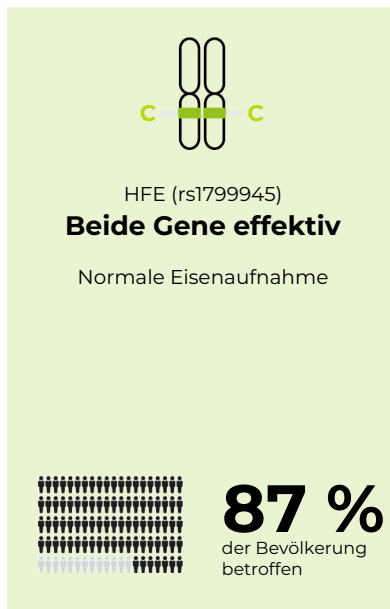 C C
HFE (rs1799945)
Beide Gene effektiv
Normale Eisenaufnahme
87 %
der Bevölkerung
betroffen